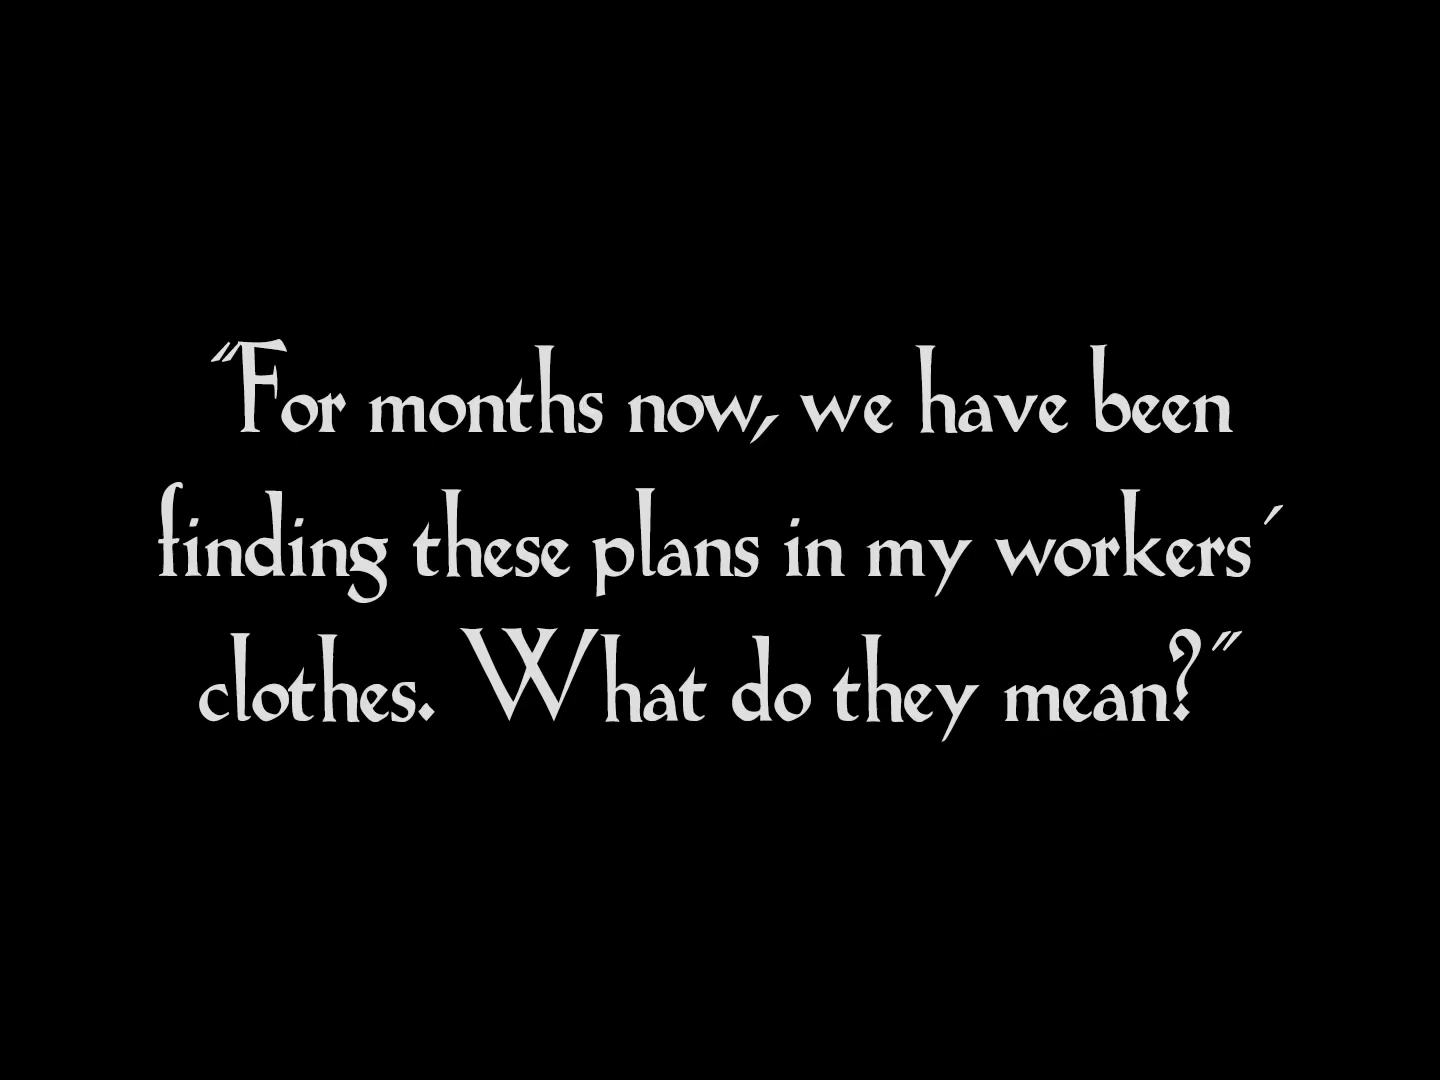 "For months now, we have been
finding these plans in my workers´
clothes. What do they mean?"